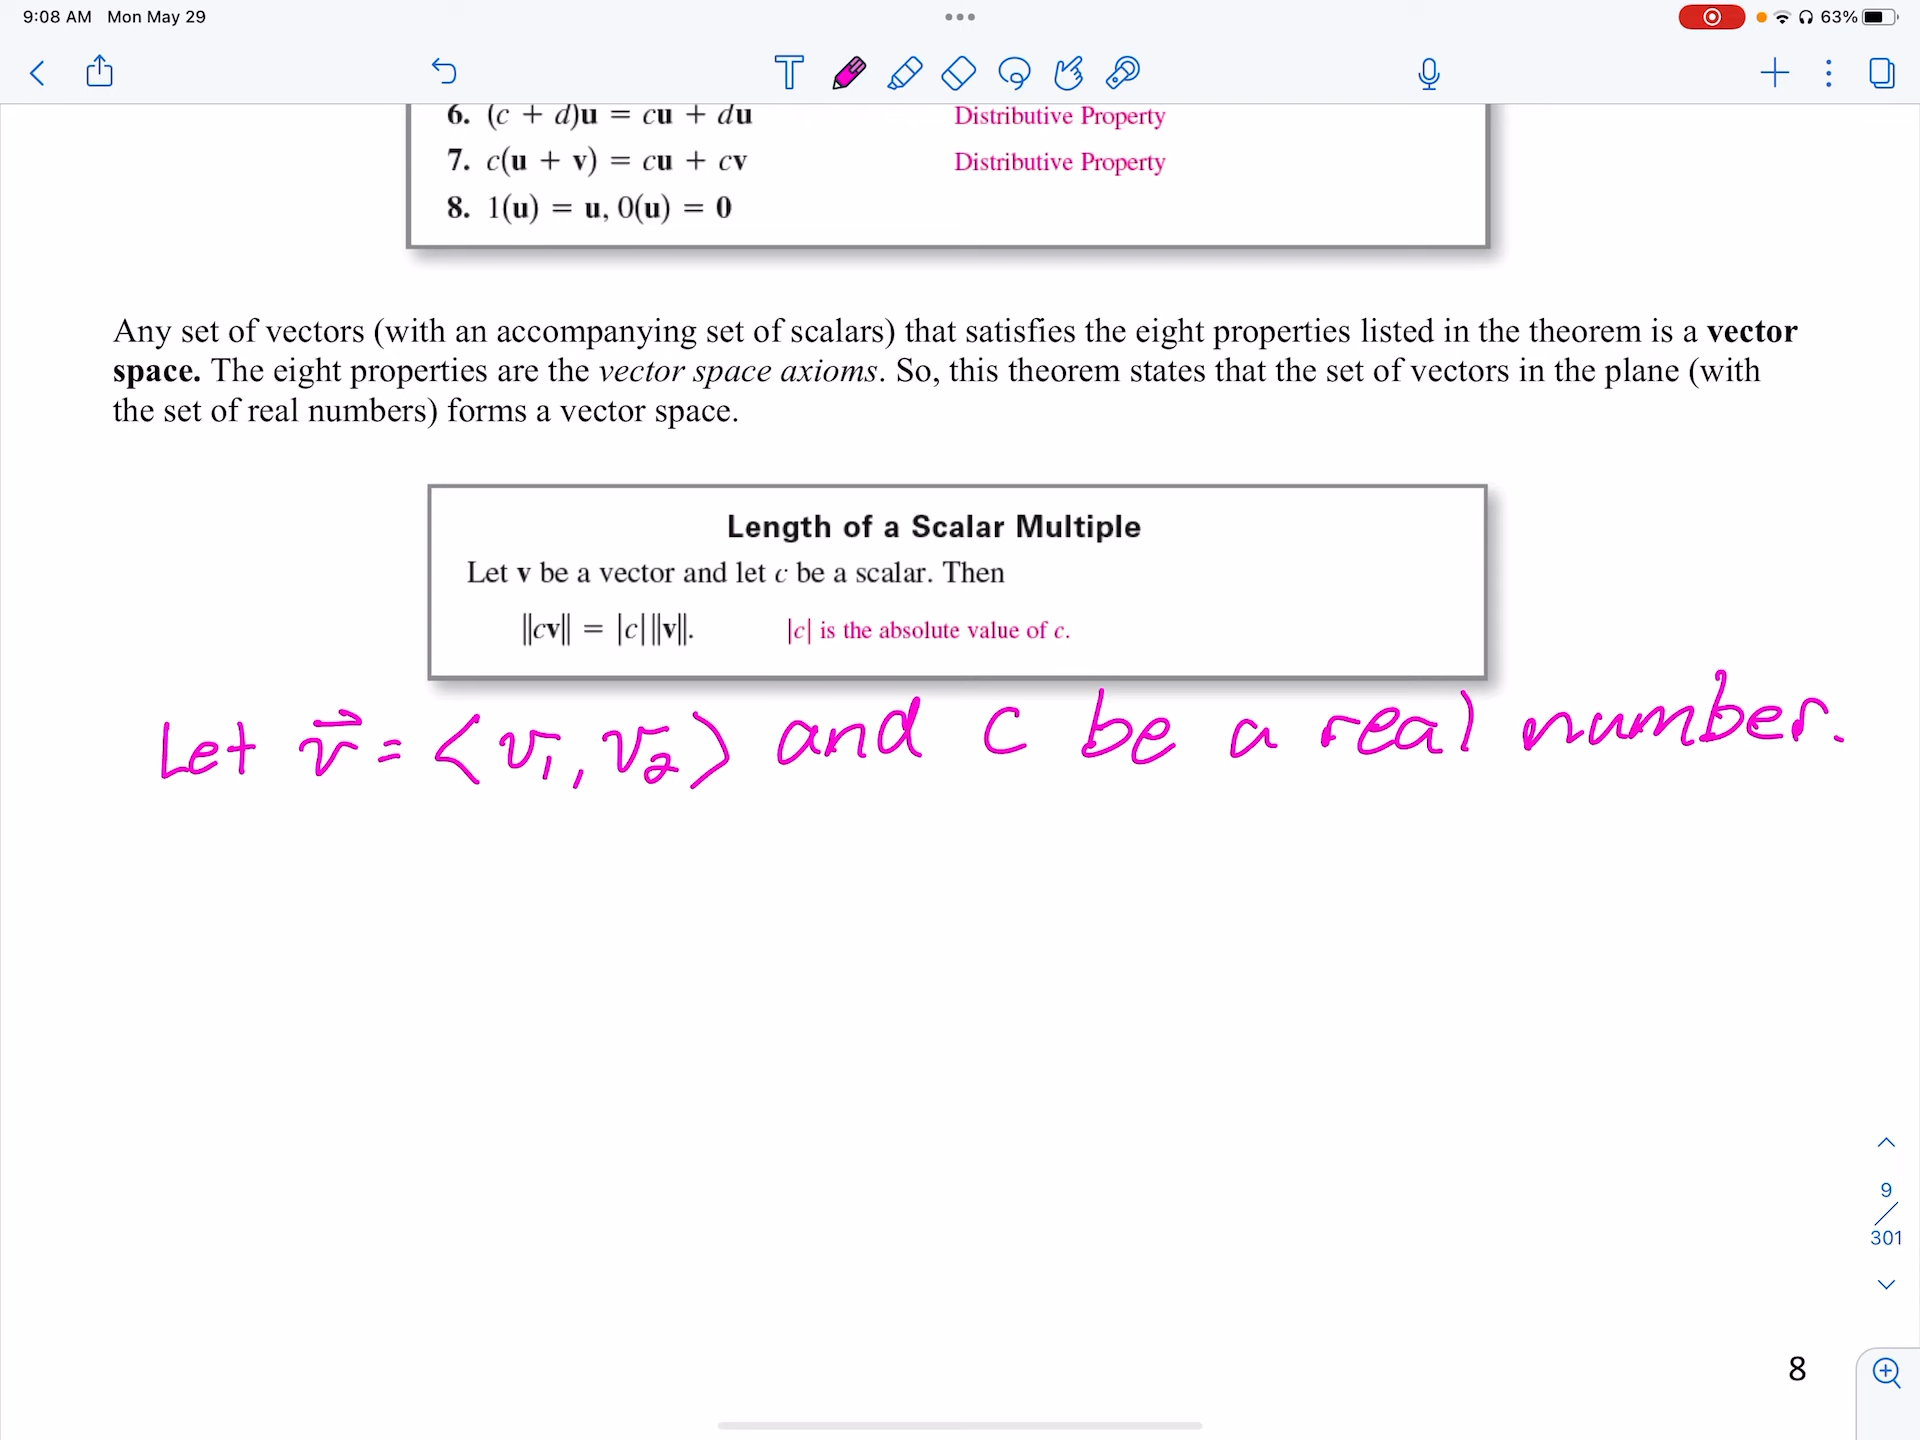 9:08 AM Mon May 29
63%
6. (c + d)u = cu + du Distributive Property
7. c(u + v) = cu + cv Distributive Property
8. 1(u) = u, 0(u) = 0
Any set of vectors (with an accompanying set of scalars) that satisfies the eight properties listed in the theorem is a vector
space. The eight properties are the vector space axioms. So, this theorem states that the set of vectors in the plane (with
the set of real numbers) forms a vector space.
Length of a Scalar Multiple
Let v be a vector and let c be a scalar. Then
‖cv‖ = |c|‖v‖. |c| is the absolute value of c.
Let v⃗ = ⟨v₁, v₂⟩ and c be a real number.
9
/
301
8